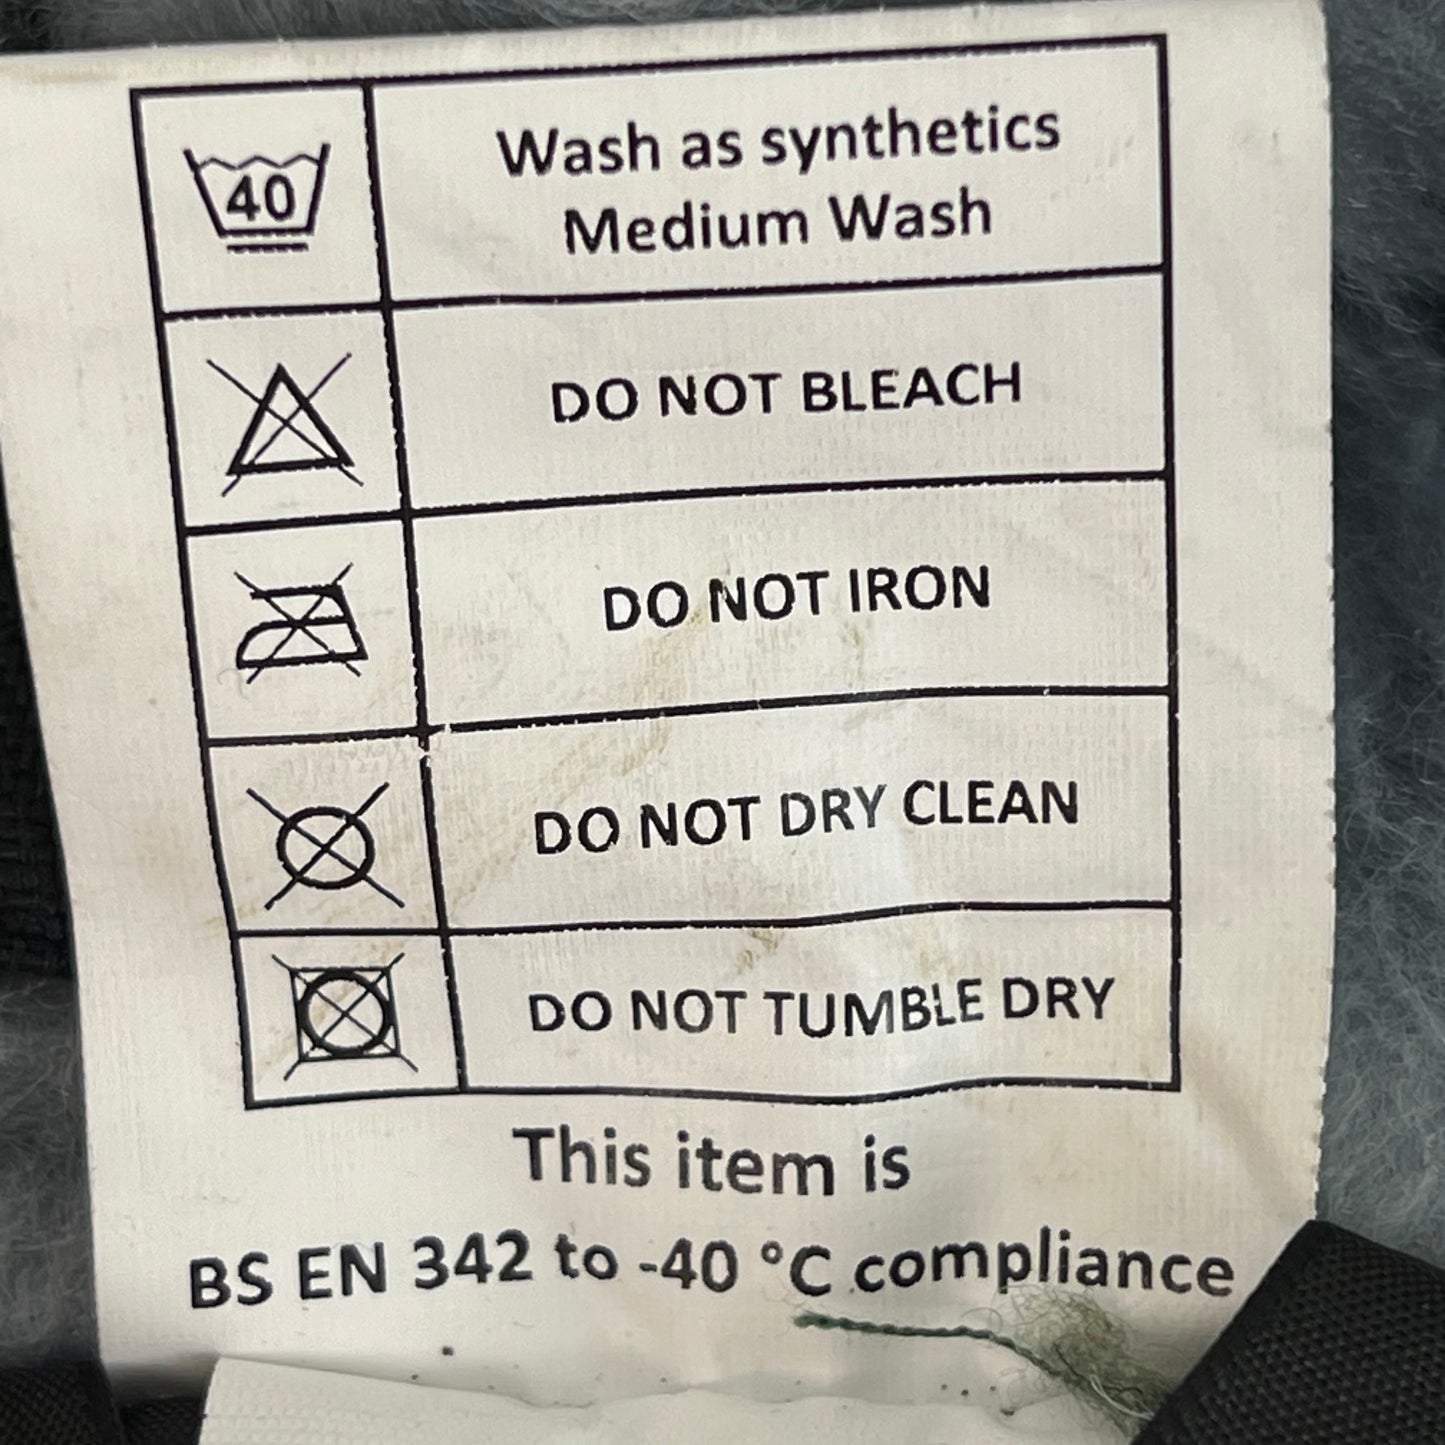 40
Wash as synthetics
Medium Wash
DO NOT BLEACH
DO NOT IRON
DO NOT DRY CLEAN
DO NOT TUMBLE DRY
This item is
BS EN 342 to -40 °C compliance